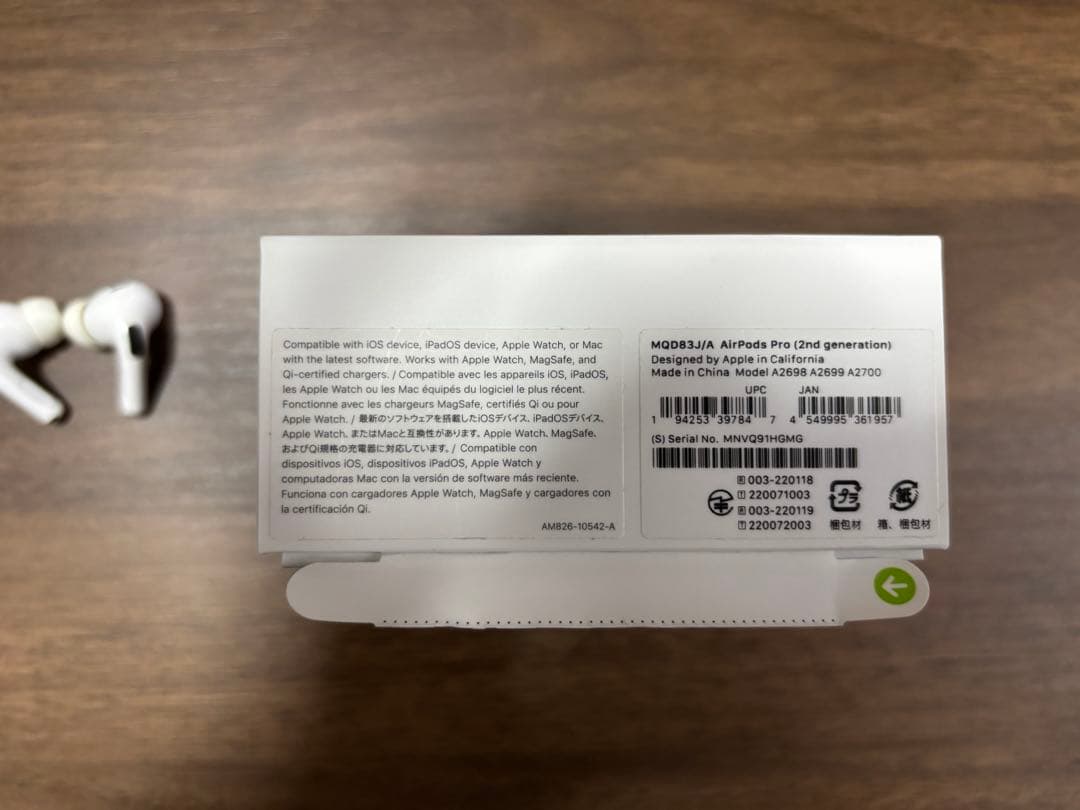 Compatible with iOS device, iPadOS device, Apple Watch, or Mac
with the latest software. Works with Apple Watch, MagSafe, and
Qi-certified chargers. / Compatible avec les appareils iOS, iPadOS,
les Apple Watch ou les Mac équipés du logiciel le plus récent.
Fonctionne avec les chargeurs MagSafe, certifiés Qi ou pour
Apple Watch. / 最新のソフトウェアを搭載したiOSデバイス、iPadOSデバイス、
Apple Watch、またはMacと互換性があります。Apple Watch、MagSafe、
およびQi規格の充電器に対応しています。/ Compatible con
dispositivos iOS, dispositivos iPadOS, Apple Watch y
computadoras Mac con la versión de software más reciente.
Funciona con cargadores Apple Watch, MagSafe y cargadores con
la certificación Qi.
AM826-10542-A
MQD83J/A AirPods Pro (2nd generation)
Designed by Apple in California
Made in China Model A2698 A2699 A2700
UPC JAN
1 94253 39784 7 4 549995 361957
(S) Serial No. MNVQ91HGMG
R 003-220118
T 220071003
R 003-220119
T 220072003
プラ 紙
梱包材 箱、梱包材